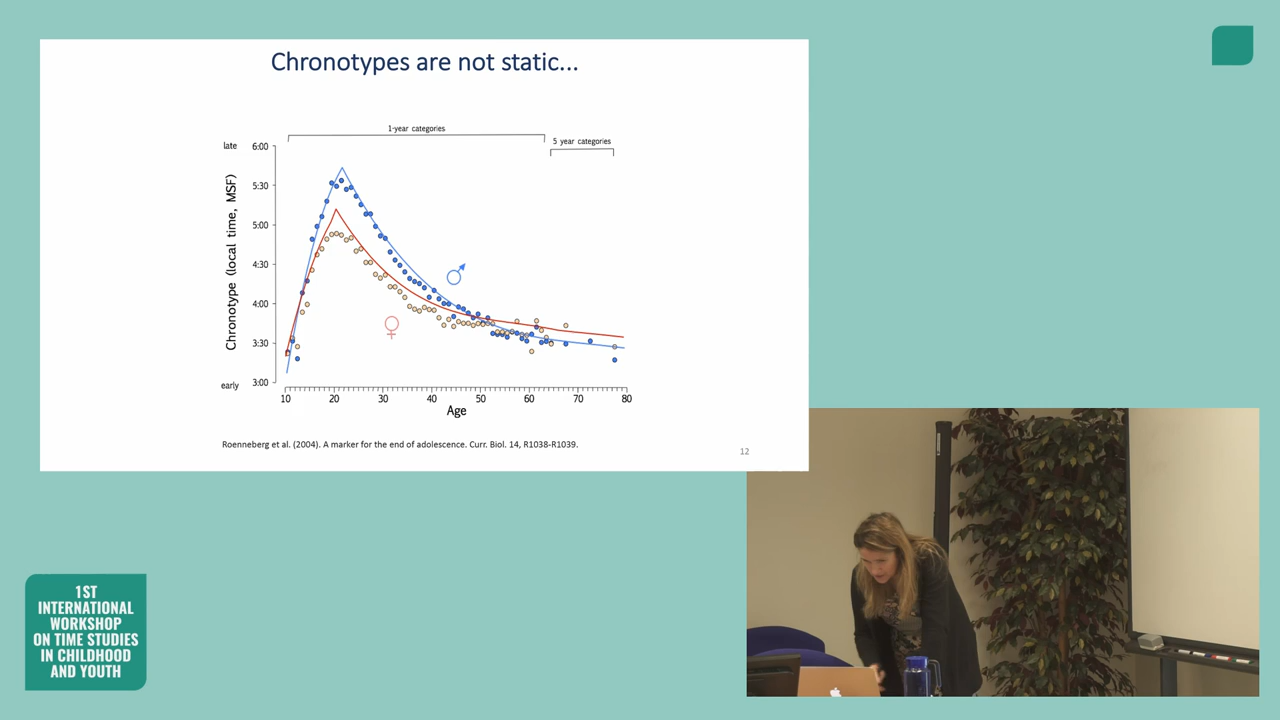 Chronotypes are not static...
1-year categories
5 year categories
late
early
Chronotype (local time, MSF)
6:00
5:30
5:00
4:30
4:00
3:30
3:00
10 20 30 40 50 60 70 80
Age
Roenneberg et al. (2004). A marker for the end of adolescence. Curr. Biol. 14, R1038-R1039.
12
1ST
INTERNATIONAL
WORKSHOP
ON TIME STUDIES
IN CHILDHOOD
AND YOUTH